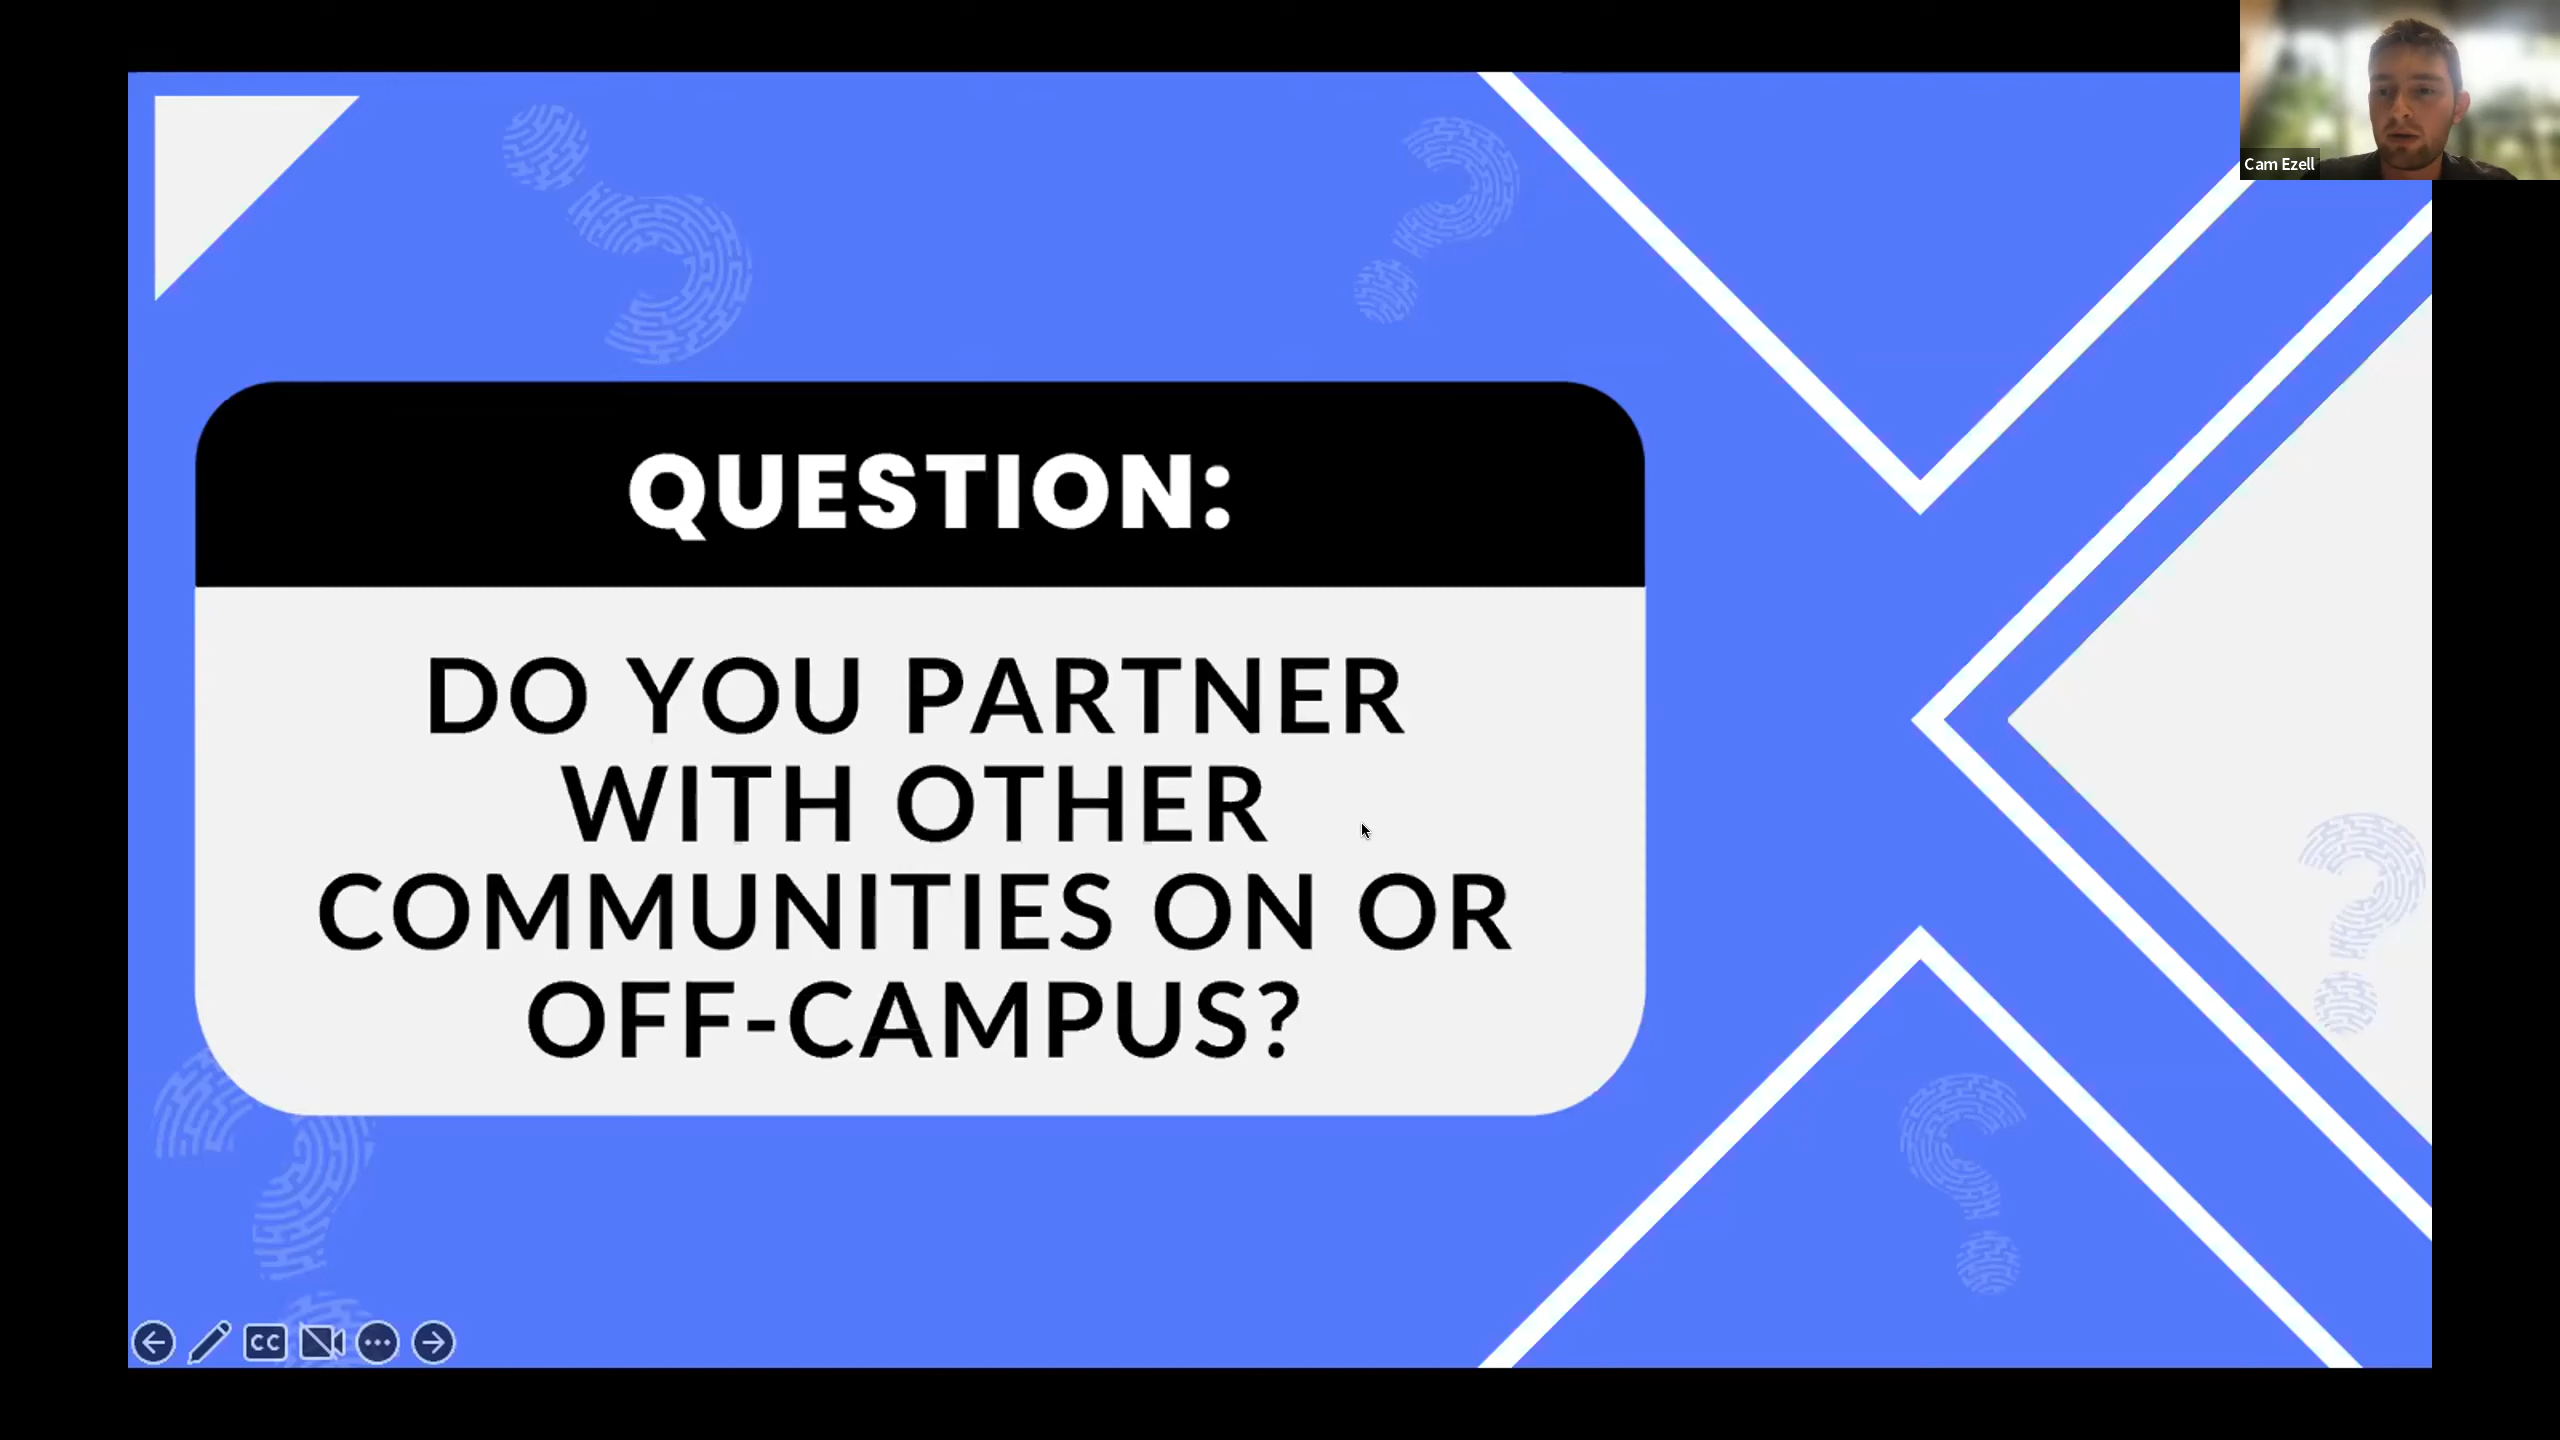 Cam Ezell
QUESTION:
DO YOU PARTNER
WITH OTHER
COMMUNITIES ON OR
OFF-CAMPUS?
CC